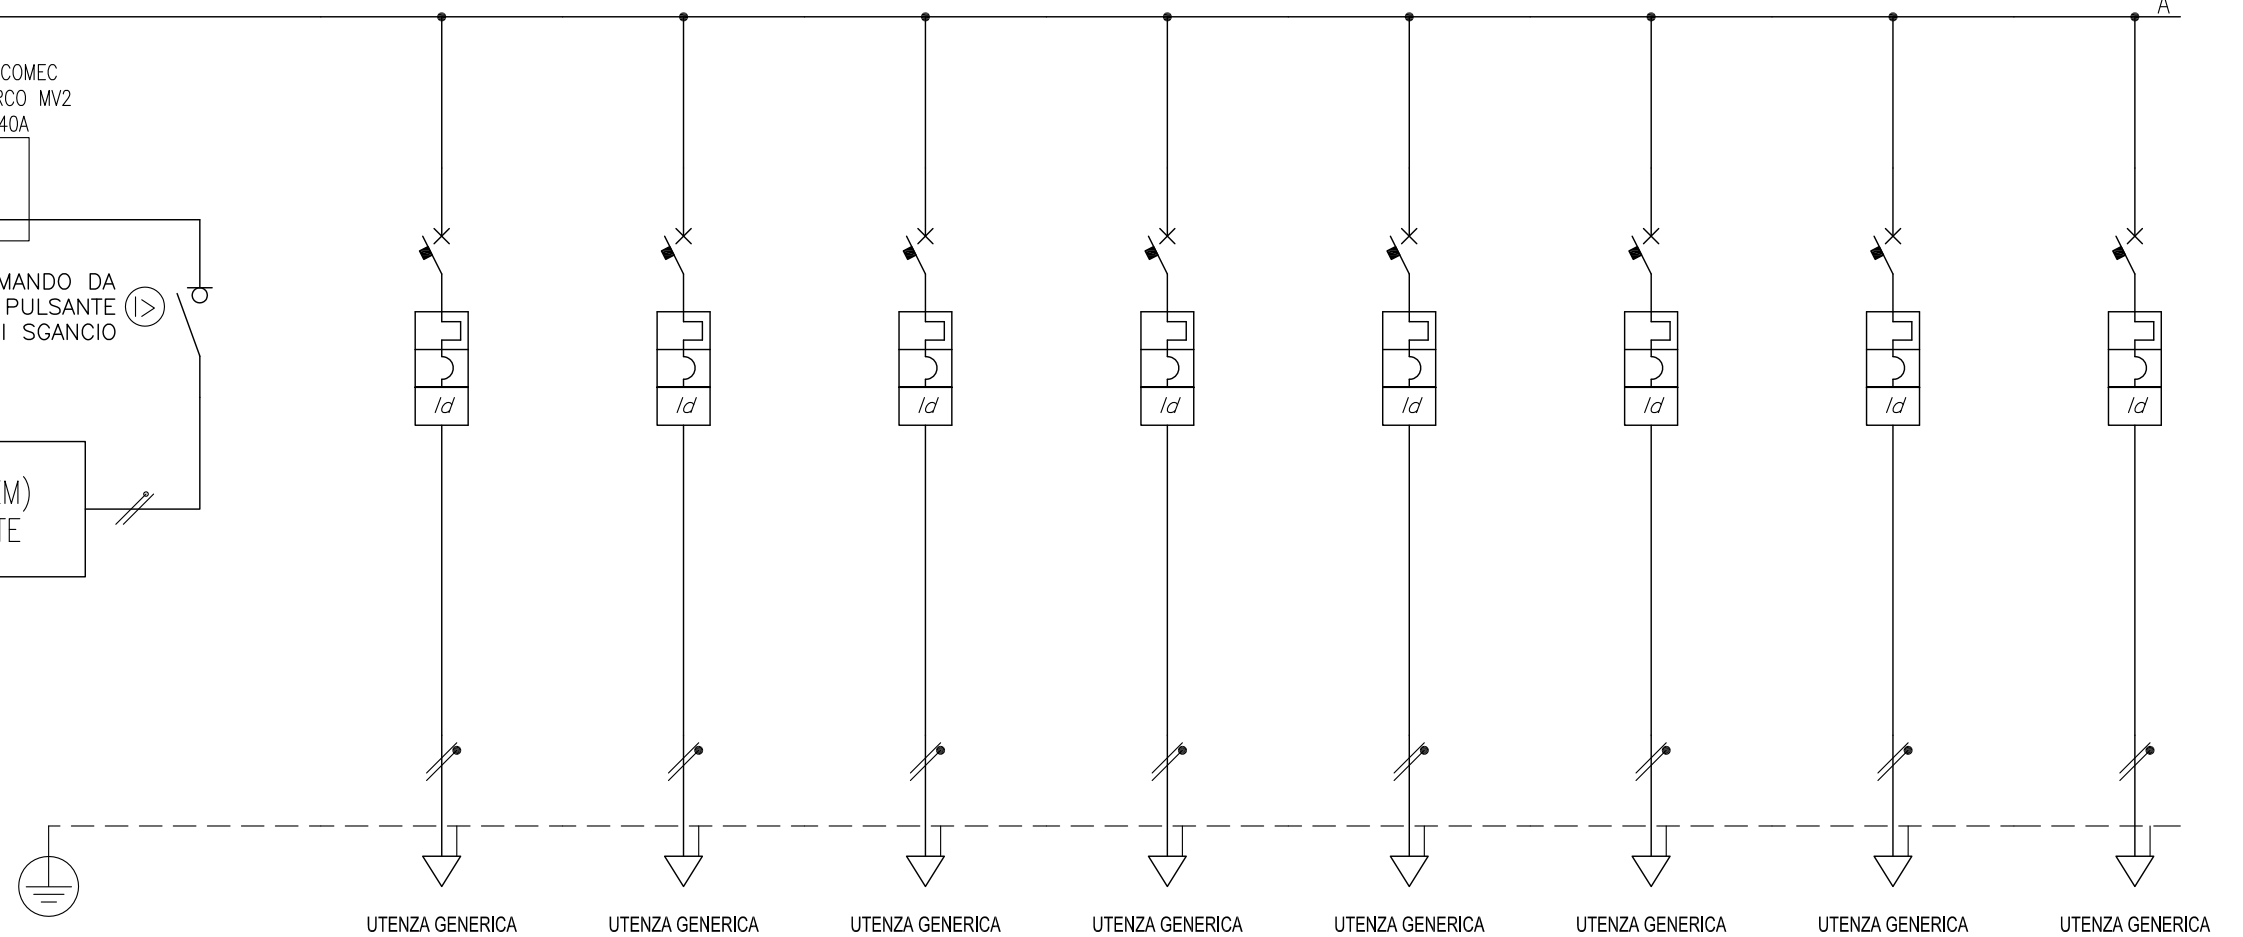 A
COMEC
RCO MV2
40A
MANDO DA
PULSANTE
I SGANCIO
Id Id Id Id Id Id Id Id
M)
TE
UTENZA GENERICA UTENZA GENERICA UTENZA GENERICA UTENZA GENERICA UTENZA GENERICA UTENZA GENERICA UTENZA GENERICA UTENZA GENERICA